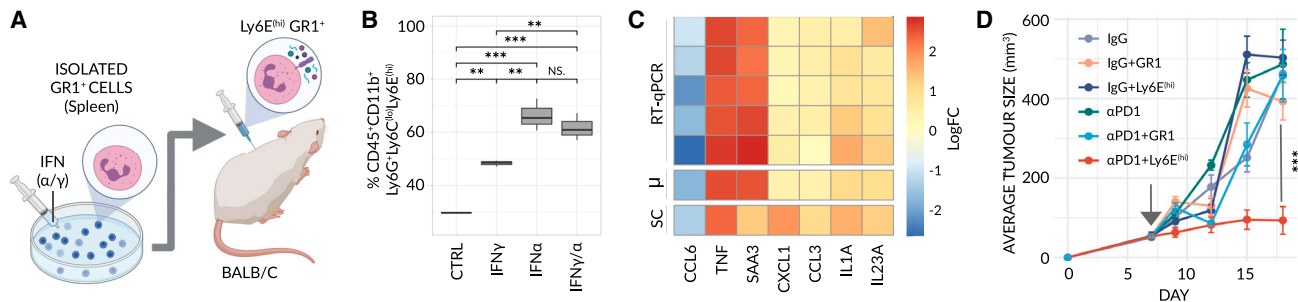 A
Ly6E(hi) GR1+
ISOLATED
GR1+ CELLS
(Spleen)
IFN
(α/γ)
BALB/C
B
% CD45+CD11b+
Ly6G+Ly6C(lo)Ly6E(hi)
100
80
60
40
**
***
***
**
**
NS.
CTRL
IFNγ
IFNα
IFNγ/α
C
RT-qPCR
μ
SC
CCL6
TNF
SAA3
CXCL1
CCL3
IL1A
IL23A
2
1
0
-1
-2
LogFC
D
AVERAGE TUMOUR SIZE (mm3)
600
400
200
0
IgG
IgG+GR1
IgG+Ly6E(hi)
αPD1
αPD1+GR1
αPD1+Ly6E(hi)
***
0
5
10
15
DAY